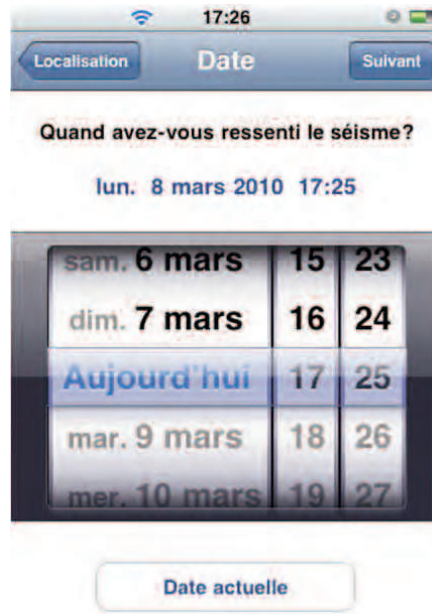 17:26
Localisation Date Suivant
Quand avez-vous ressenti le séisme?
lun. 8 mars 2010 17:25
sam. 6 mars 15 23
dim. 7 mars 16 24
Aujourd'hui 17 25
mar. 9 mars 18 26
mer. 10 mars 19 27
Date actuelle